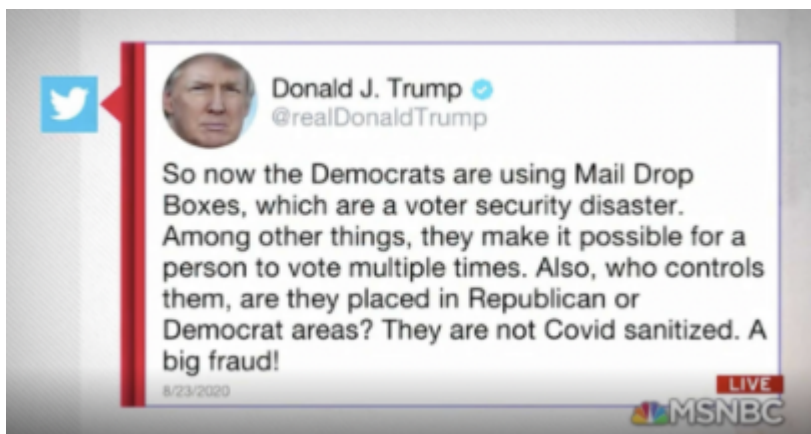 Donald J. Trump
@realDonaldTrump
So now the Democrats are using Mail Drop
Boxes, which are a voter security disaster.
Among other things, they make it possible for a
person to vote multiple times. Also, who controls
them, are they placed in Republican or
Democrat areas? They are not Covid sanitized. A
big fraud!
8/23/2020
LIVE
MSNBC